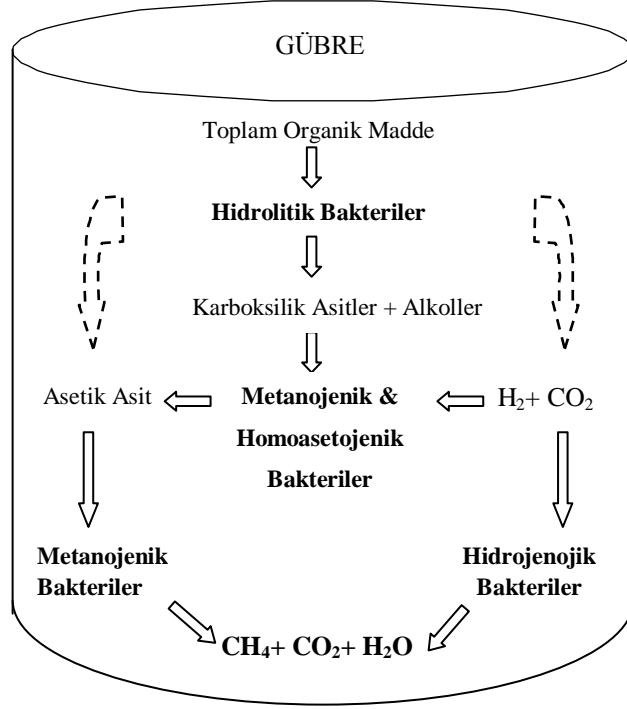 GÜBRE
Toplam Organik Madde
Hidrolitik Bakteriler
Karboksilik Asitler + Alkoller
Asetik Asit
Metanojenik &
Homoasetojenik
Bakteriler
H₂+ CO₂
Metanojenik
Bakteriler
Hidrojenojik
Bakteriler
CH₄+ CO₂+ H₂O